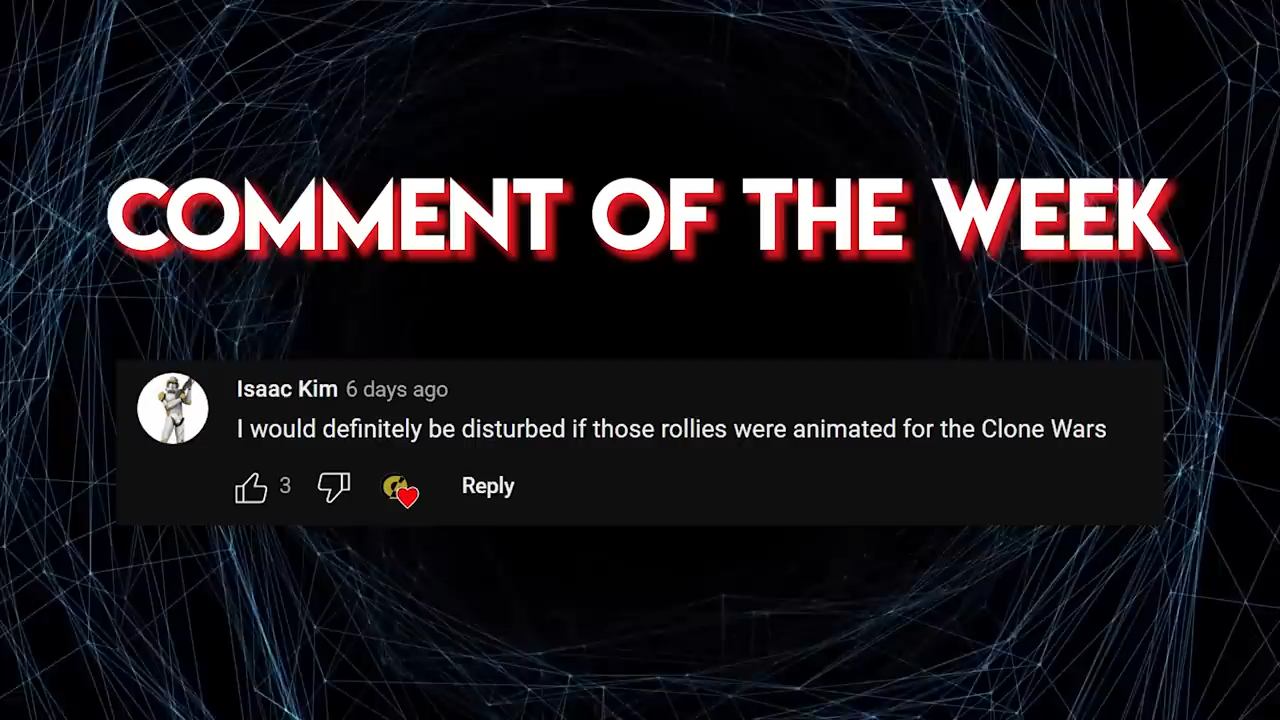 COMMENT OF THE WEEK
Isaac Kim 6 days ago
I would definitely be disturbed if those rollies were animated for the Clone Wars
3 Reply